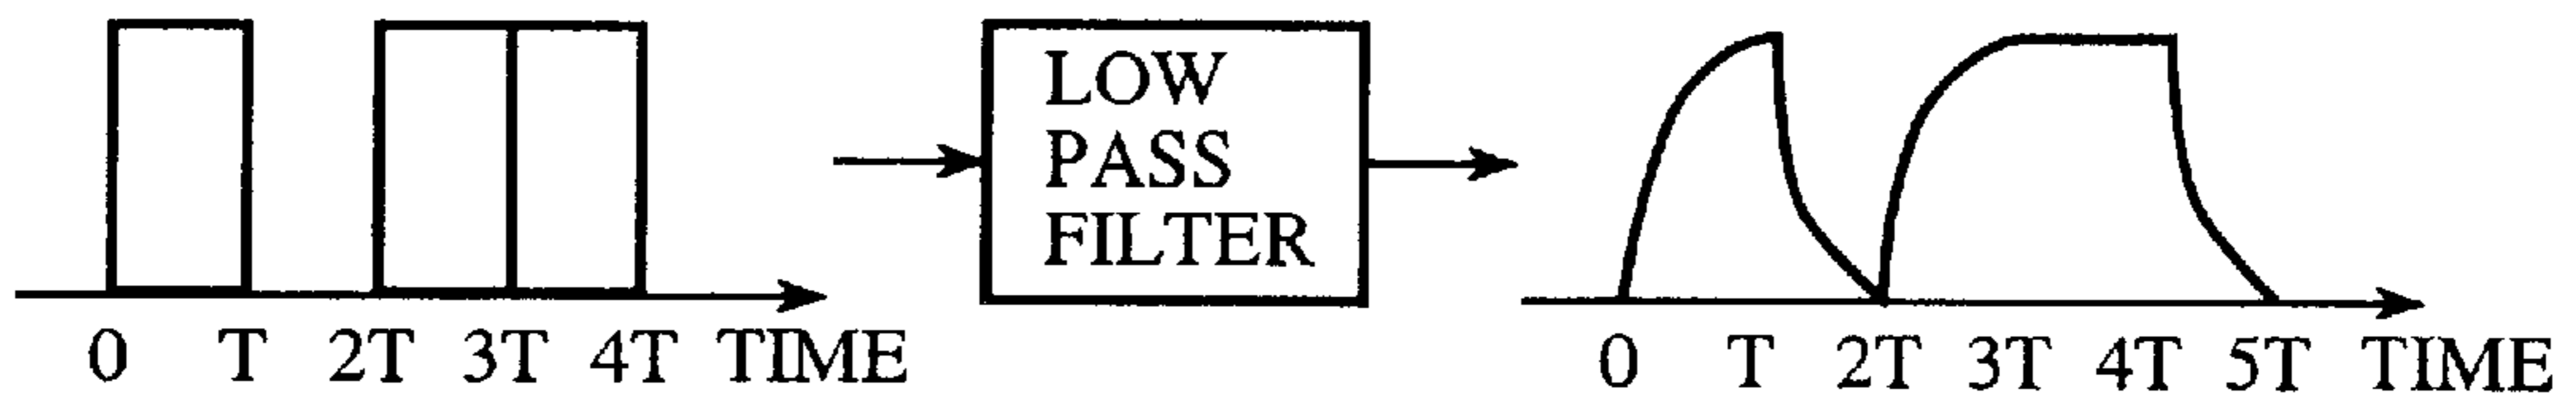 LOW
PASS
FILTER
0 T 2T 3T 4T TIME
0 T 2T 3T 4T 5T TIME